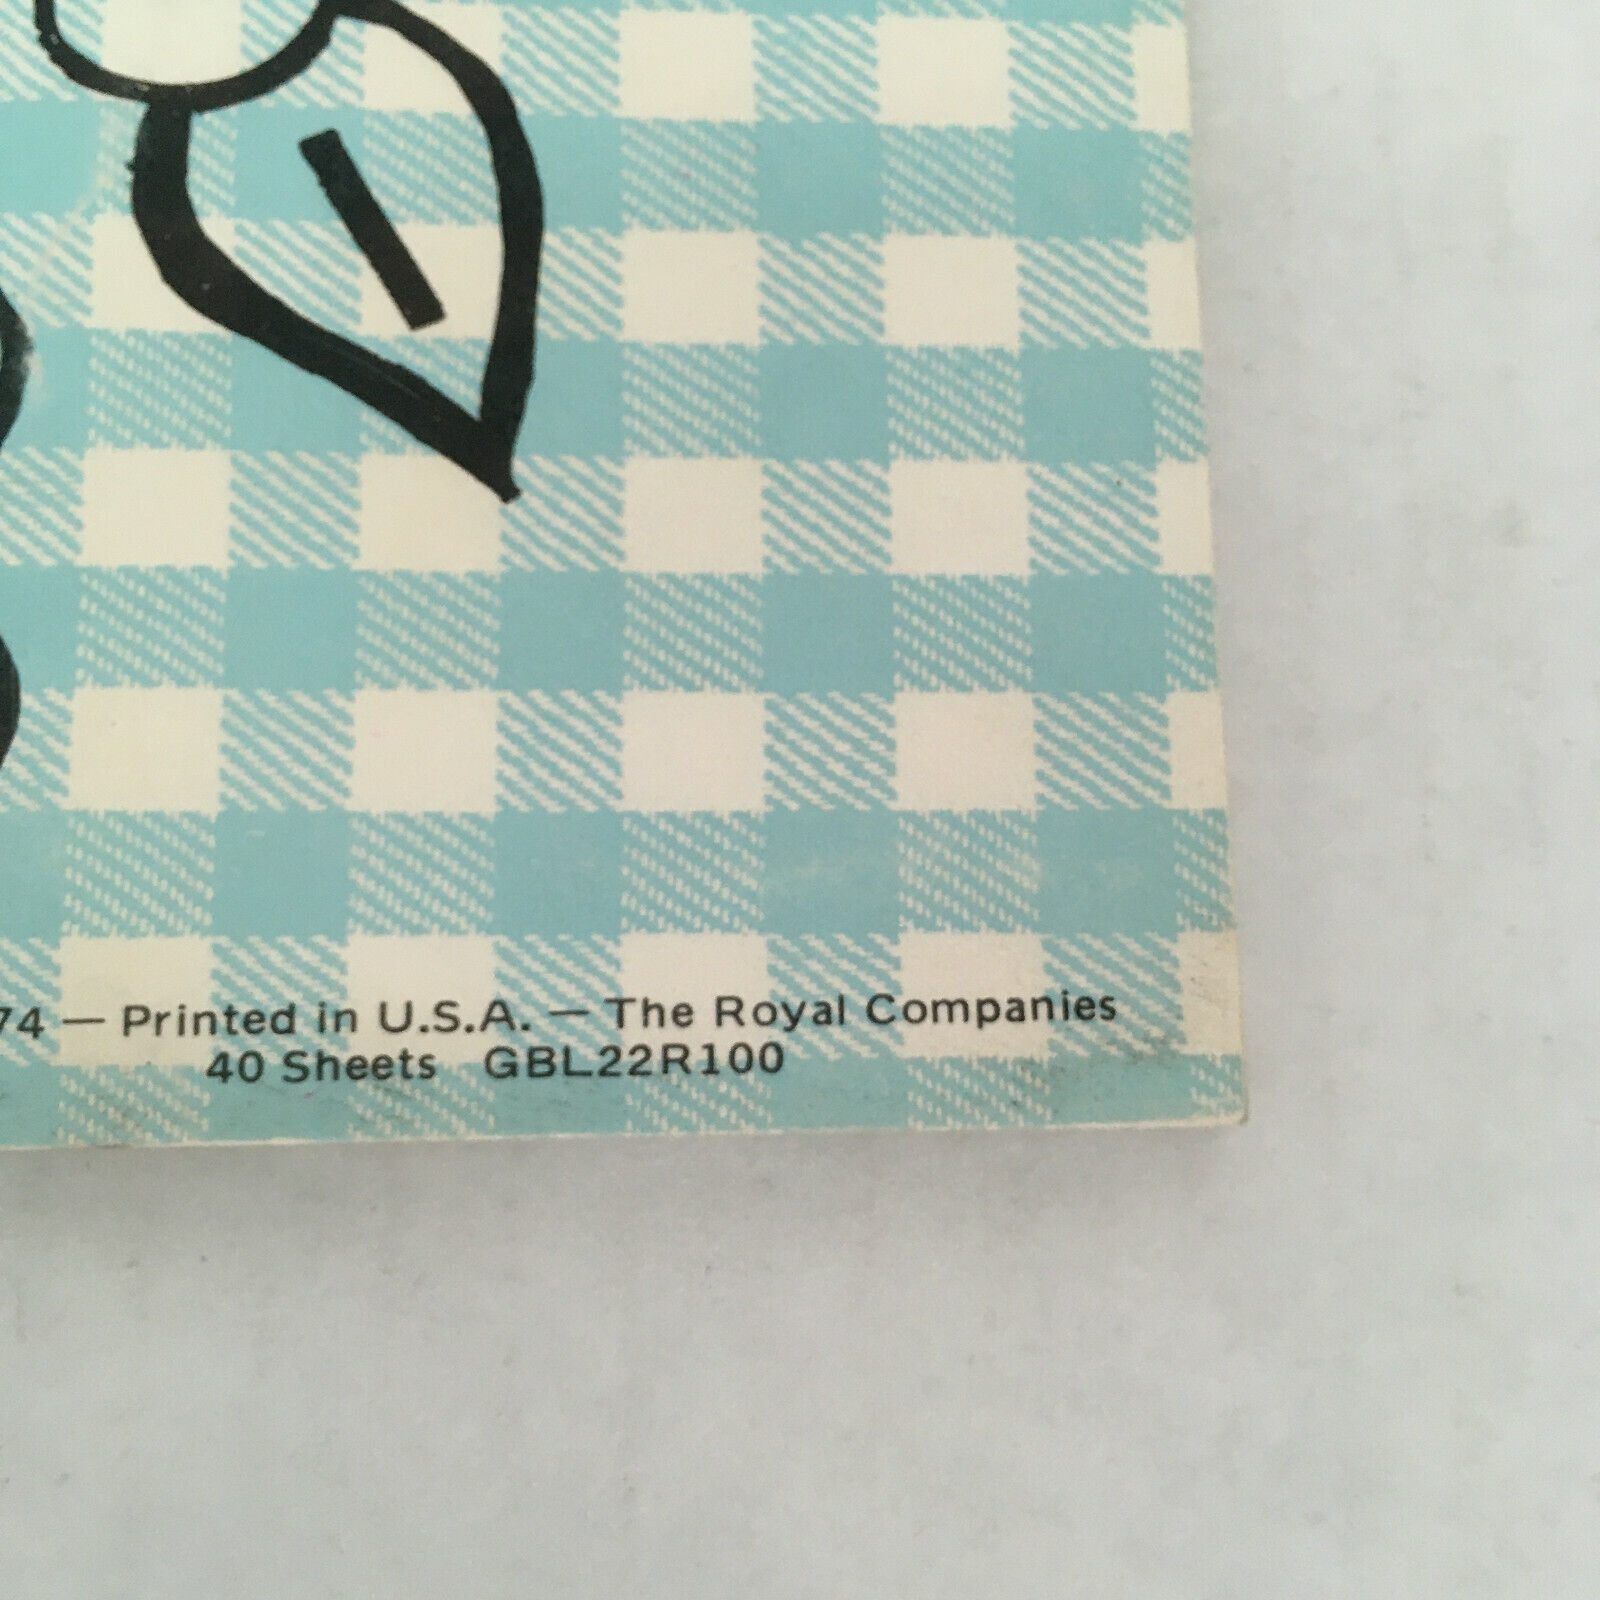 74 — Printed in U.S.A. — The Royal Companies
40 Sheets GBL22R100